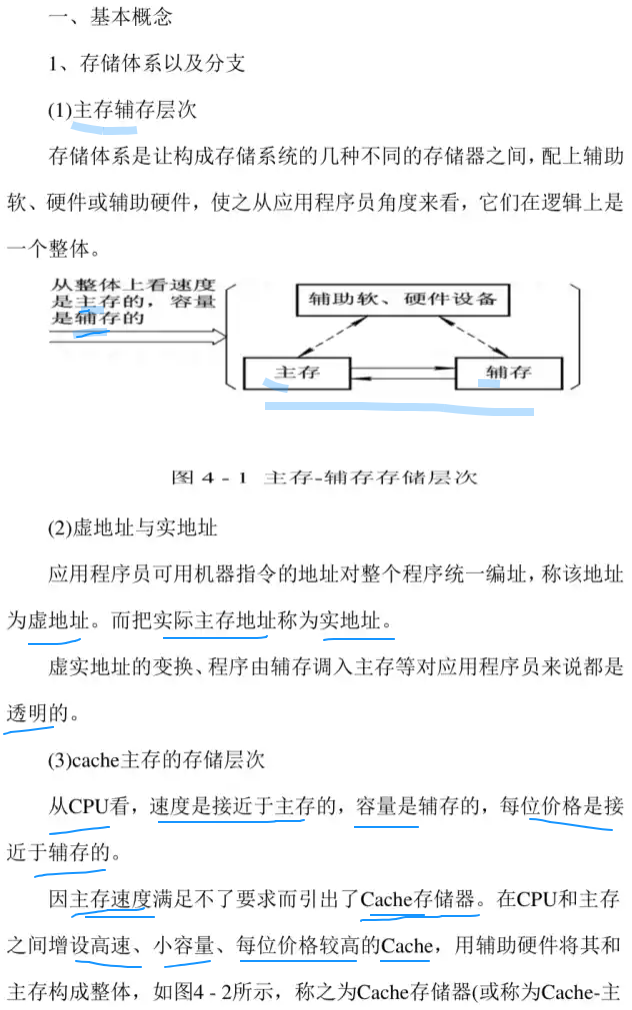 一、基本概念
1、存储体系以及分支
(1)主存辅存层次
存储体系是让构成存储系统的几种不同的存储器之间，配上辅助
软、硬件或辅助硬件，使之从应用程序员角度来看，它们在逻辑上是
一个整体。
从整体上看速度
是主存的，容量
是辅存的
辅助软、硬件设备
主存
辅存
图 4 - 1 主存-辅存存储层次
(2)虚地址与实地址
应用程序员可用机器指令的地址对整个程序统一编址，称该地址
为虚地址。而把实际主存地址称为实地址。
虚实地址的变换、程序由辅存调入主存等对应用程序员来说都是
透明的。
(3)cache主存的存储层次
从CPU看，速度是接近于主存的，容量是辅存的，每位价格是接
近于辅存的。
因主存速度满足不了要求而引出了Cache存储器。在CPU和主存
之间增设高速、小容量、每位价格较高的Cache，用辅助硬件将其和
主存构成整体，如图4 - 2所示，称之为Cache存储器(或称为Cache-主